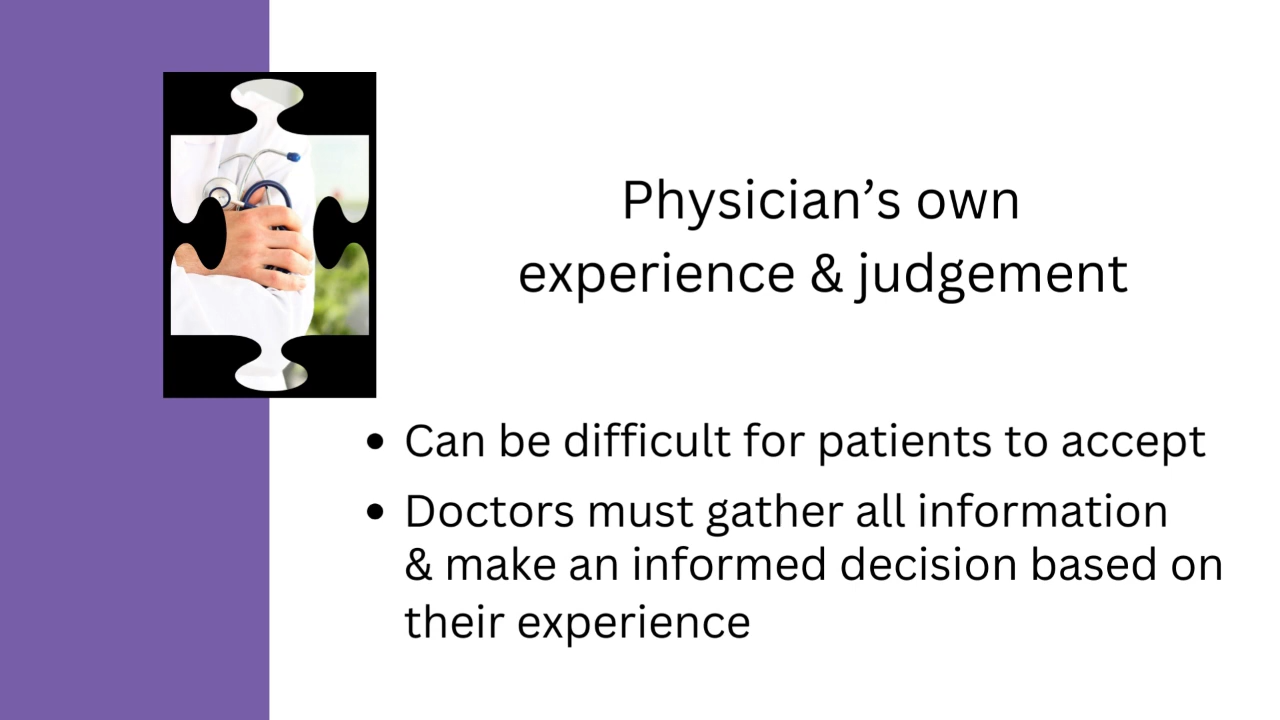 Physician’s own
experience & judgement
• Can be difficult for patients to accept
• Doctors must gather all information
& make an informed decision based on
their experience